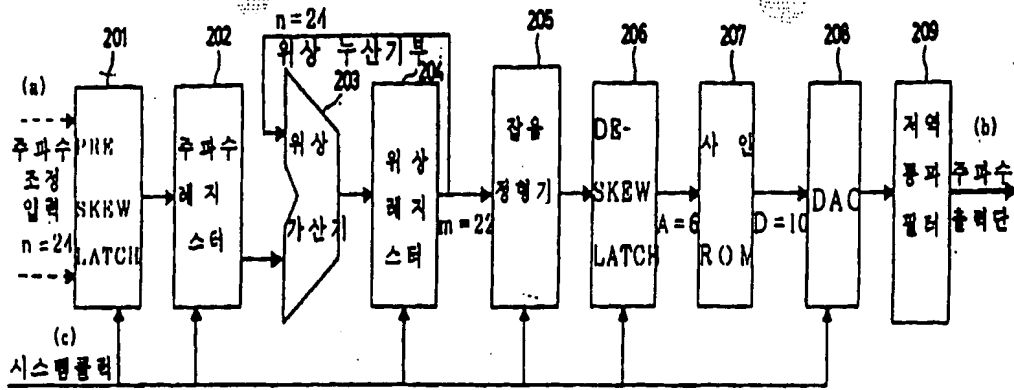 n=24
201
202
위상 누산기부
203
204
205
206
207
208
209
(a)
주파수
조정
입력
n=24
PRE
SKEW
LATCH
주파수
레지
스터
위상
가산기
위상
레지
스터
m=22
잡음
정형기
DE-
SKEW
LATCH
A=6
사인
ROM
D=10
DAC
저역
통과
필터
(b)
주파수
출력단
(c)
시스템클럭